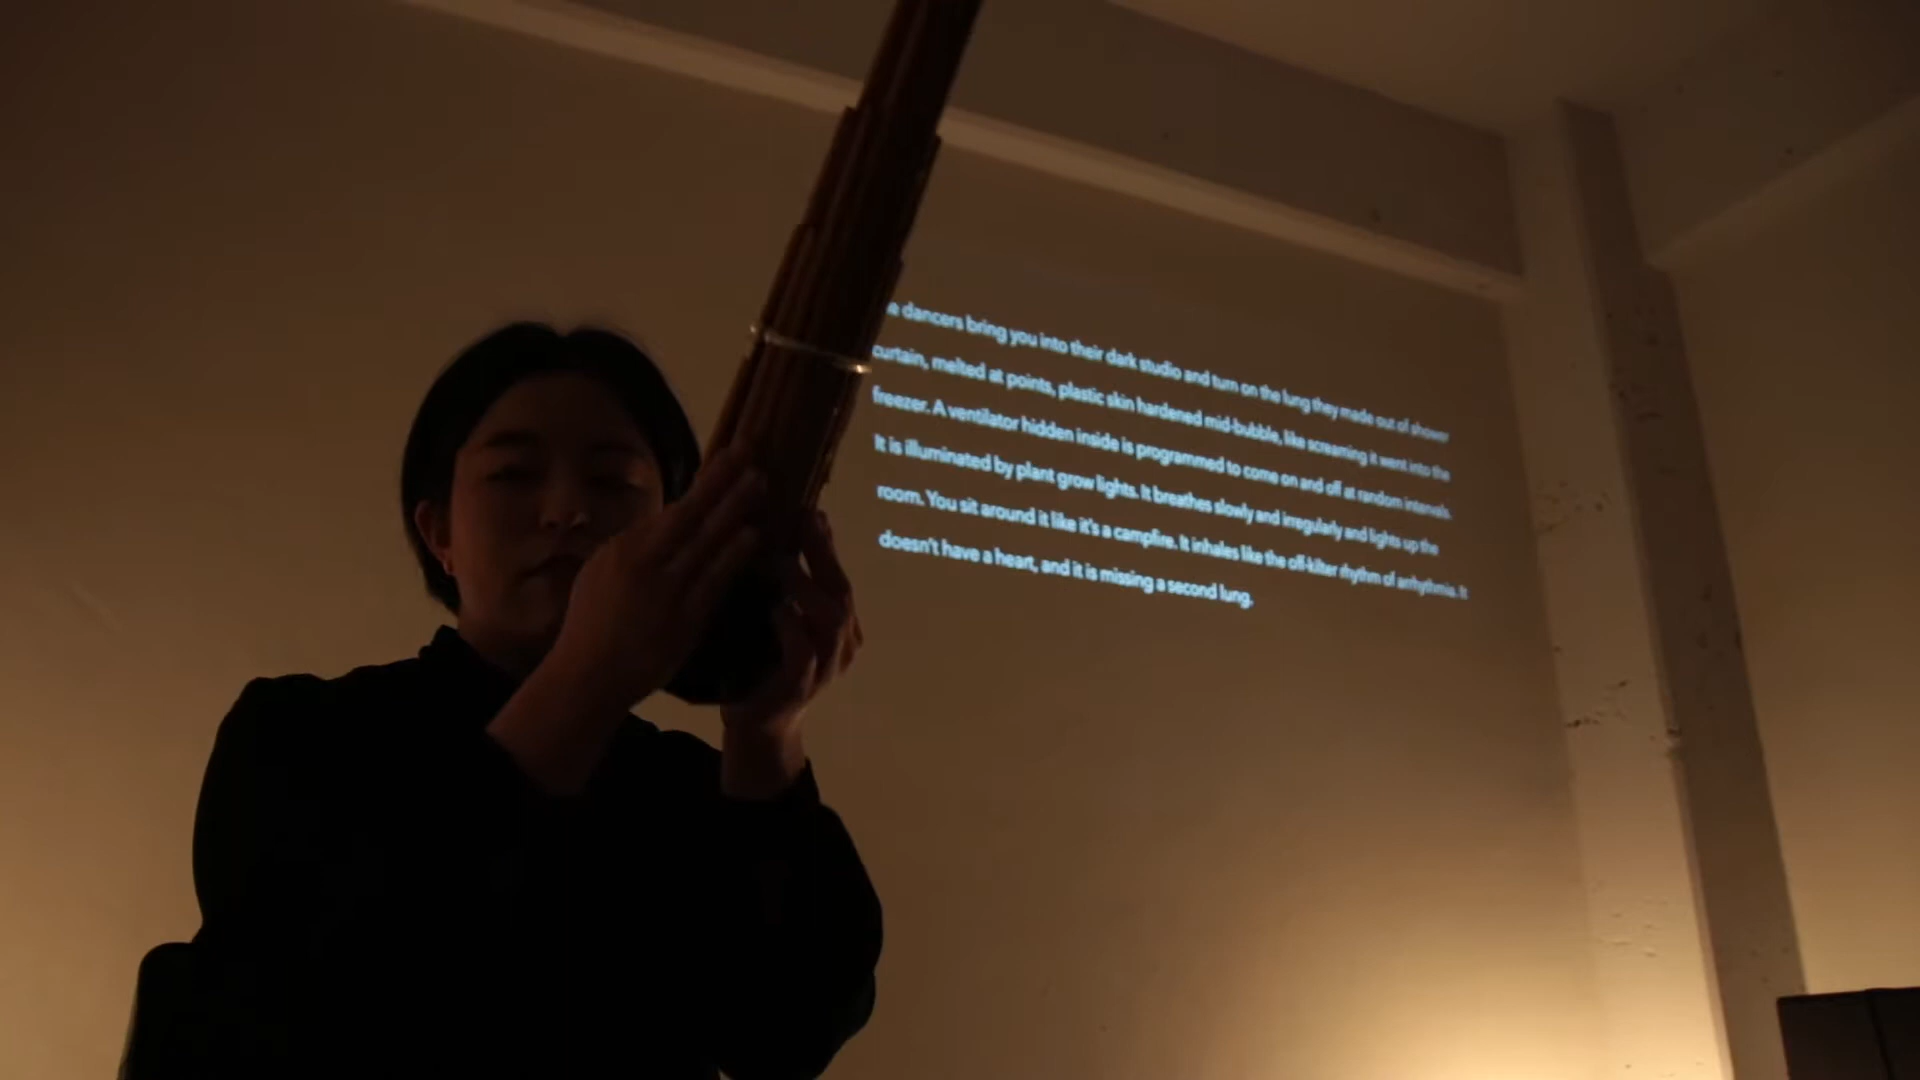 dancers bring you into their dark studio and turn on the lung they made out of shower
curtain, melted at points, plastic skin hardened mid-bubble, like screaming it went into the
freezer. A ventilator hidden inside is programmed to come on and off at random intervals.
It is illuminated by plant grow lights. It breathes slowly and irregularly and lights up the
room. You sit around it like it's a campfire. It inhales like the off-kilter rhythm of arrhythmia. It
doesn't have a heart, and it is missing a second lung.